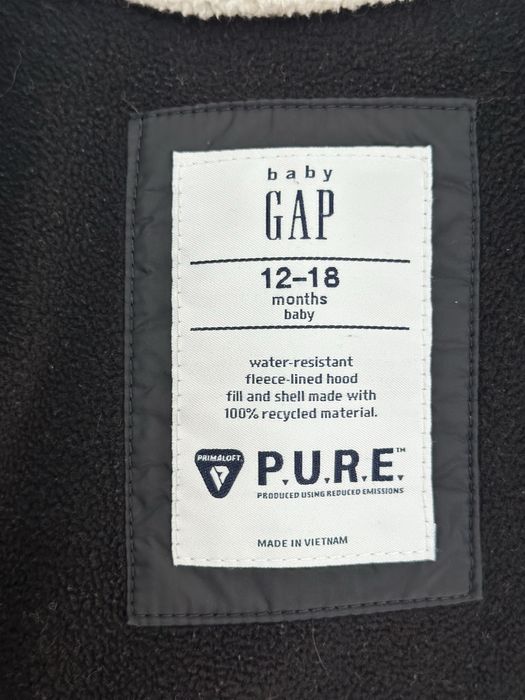 baby
GAP
12–18
months
baby
water-resistant
fleece-lined hood
fill and shell made with
100% recycled material.
PRIMALOFT
P.U.R.E.™
PRODUCED USING REDUCED EMISSIONS
MADE IN VIETNAM